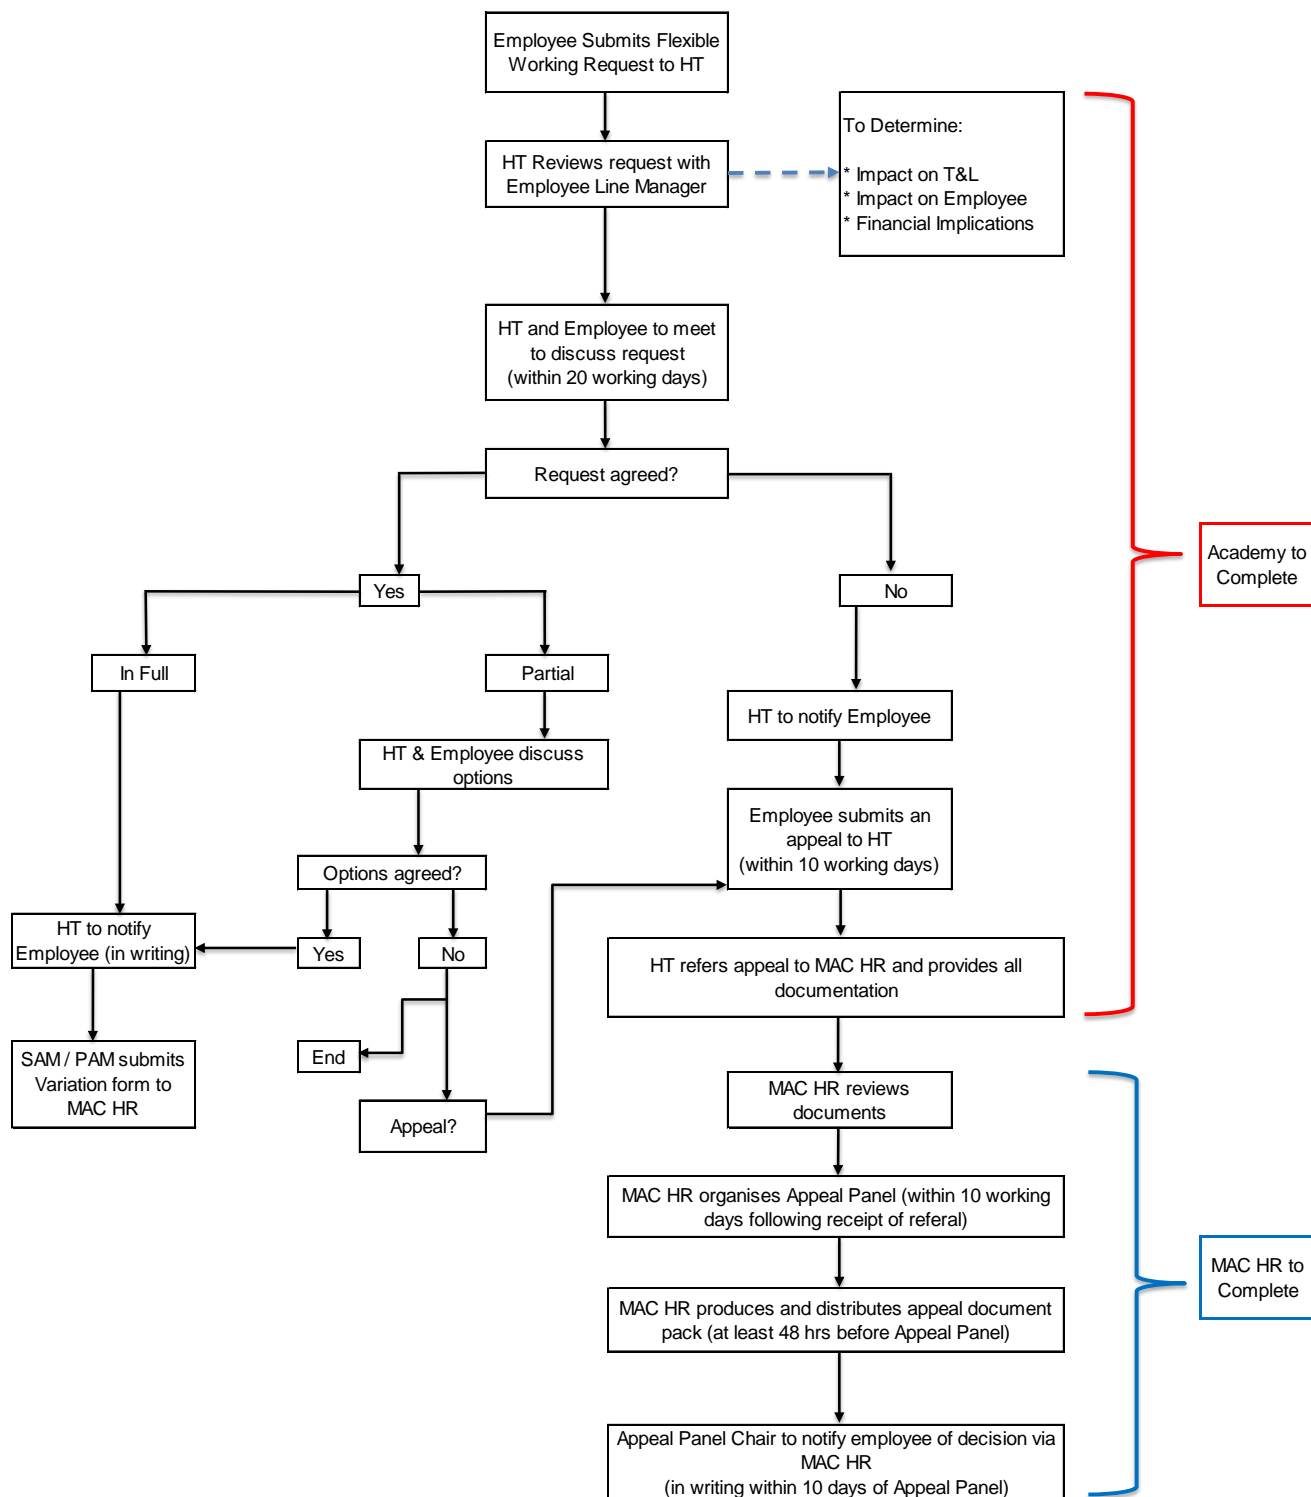 Employee Submits Flexible
Working Request to HT
To Determine:
* Impact on T&L
* Impact on Employee
* Financial Implications
HT Reviews request with
Employee Line Manager
HT and Employee to meet
to discuss request
(within 20 working days)
Request agreed?
Academy to
Complete
Yes
No
In Full
Partial
HT to notify Employee
HT & Employee discuss
options
Employee submits an
appeal to HT
(within 10 working days)
Options agreed?
HT to notify
Employee (in writing)
Yes
No
HT refers appeal to MAC HR and provides all
documentation
End
SAM / PAM submits
Variation form to
MAC HR
MAC HR reviews
documents
Appeal?
MAC HR organises Appeal Panel (within 10 working
days following receipt of referal)
MAC HR to
Complete
MAC HR produces and distributes appeal document
pack (at least 48 hrs before Appeal Panel)
Appeal Panel Chair to notify employee of decision via
MAC HR
(in writing within 10 days of Appeal Panel)